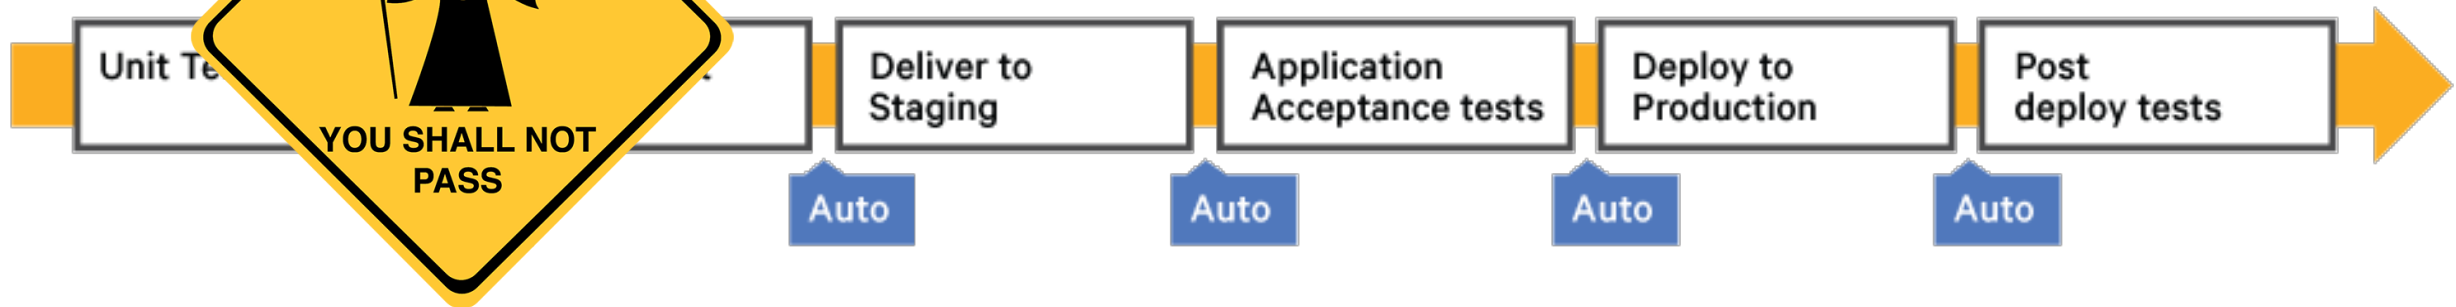 Unit
YOU SHALL NOT
PASS
Deliver to
Staging
Application
Acceptance tests
Deploy to
Production
Post
deploy tests
Auto
Auto
Auto
Auto